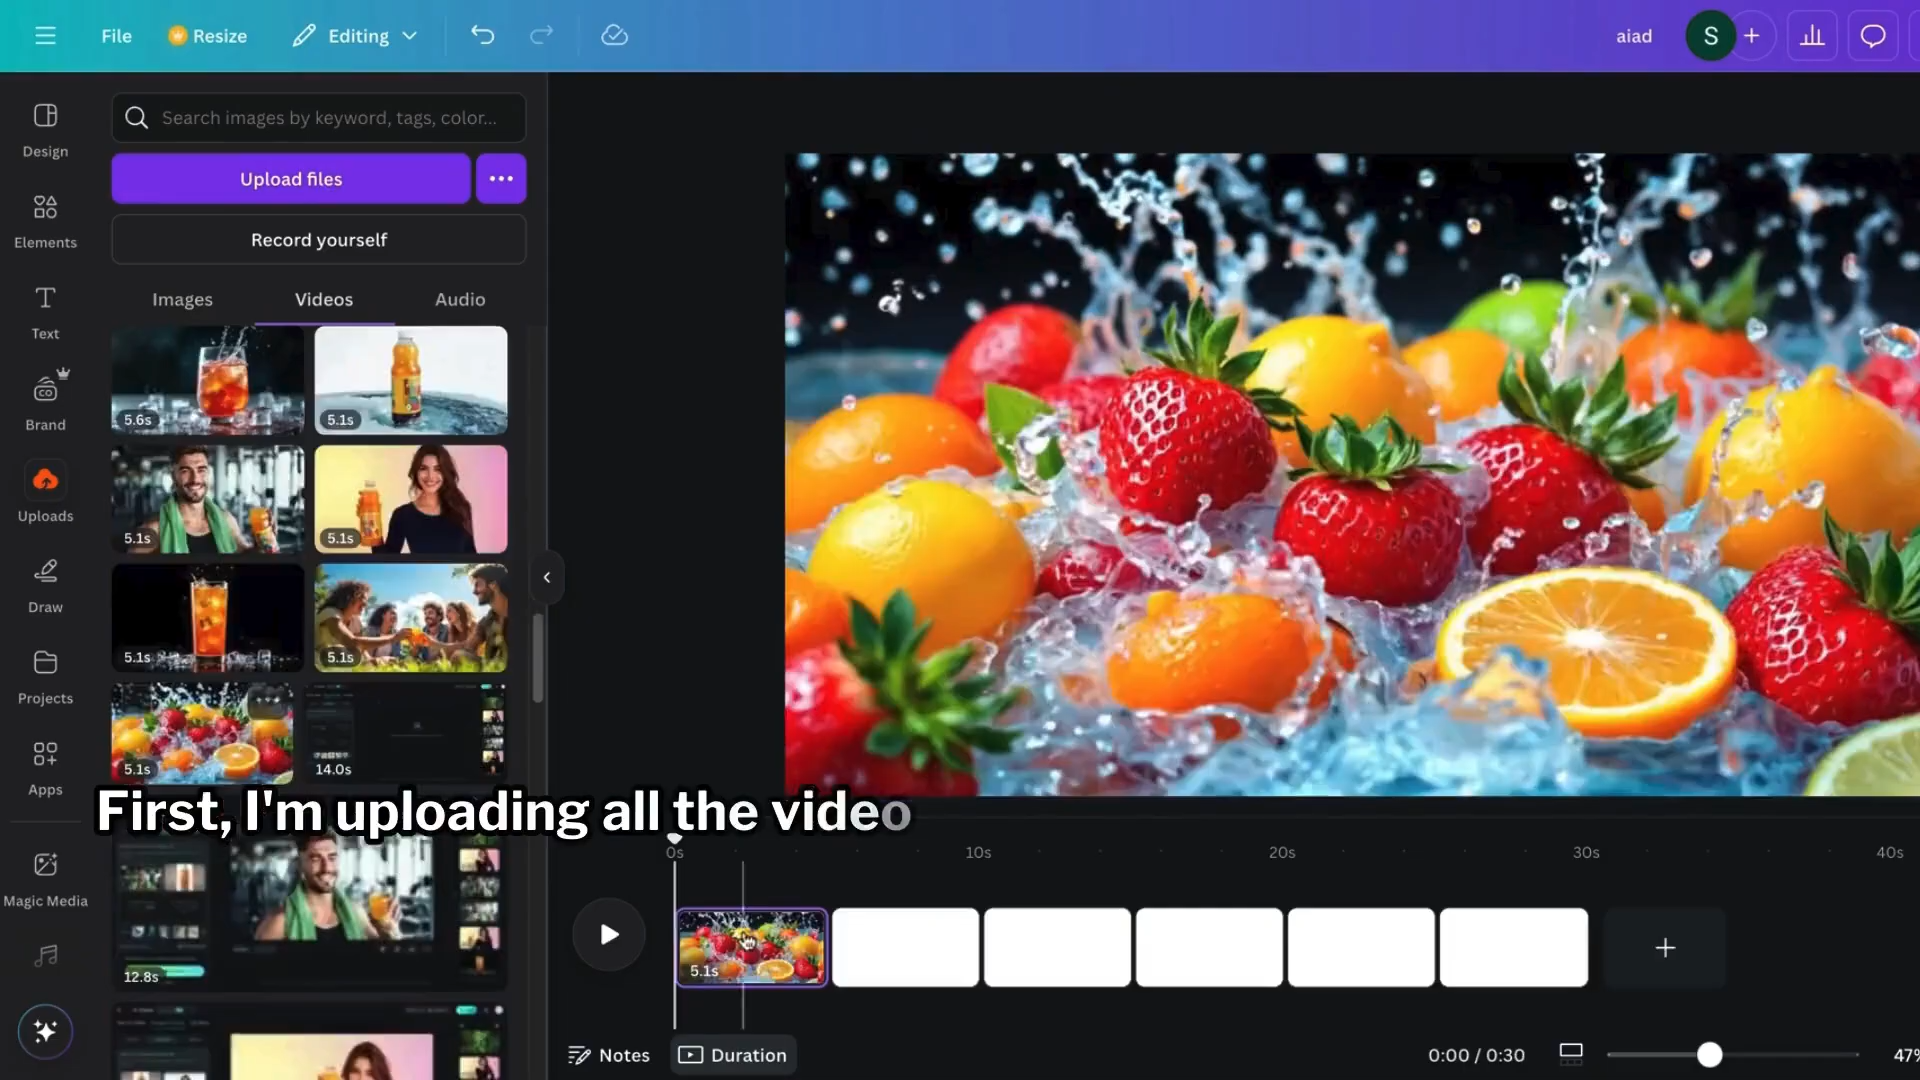 File
Resize
Editing
aiad
S
Design
Elements
Text
Brand
Uploads
Draw
Projects
Apps
Magic Media
Search images by keyword, tags, color...
Upload files
Record yourself
Images
Videos
Audio
5.6s
5.1s
5.1s
5.1s
5.1s
5.1s
5.1s
14.0s
First, I'm uploading all the video
12.8s
0s
10s
20s
30s
40s
5.1s
Notes
Duration
0:00 / 0:30
47%